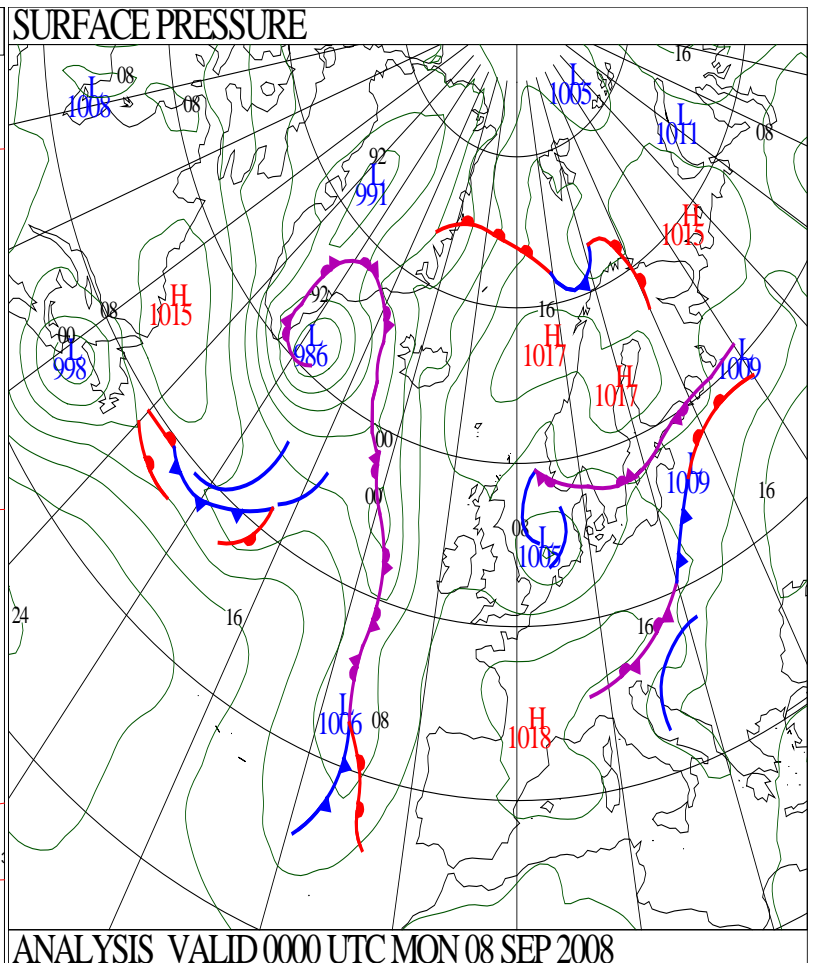 SURFACE PRESSURE
16
08
L
1008
08
L
1005
L
1011
08
92
L
991
H
1015
H
1015
92
08
00
L
998
L
986
16
H
1017
H
1017
L
1009
00
00
L
1009
16
08
L
1005
24
16
16
L
1006
08
H
1018
ANALYSIS VALID 0000 UTC MON 08 SEP 2008